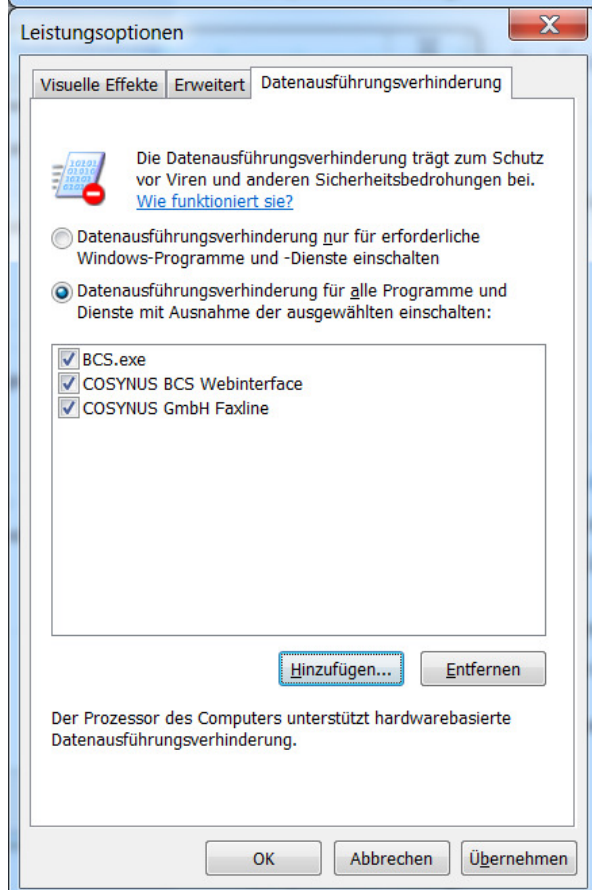 Leistungsoptionen
Visuelle Effekte Erweitert Datenausführungsverhinderung
Die Datenausführungsverhinderung trägt zum Schutz
vor Viren und anderen Sicherheitsbedrohungen bei.
Wie funktioniert sie?
Datenausführungsverhinderung nur für erforderliche
Windows-Programme und -Dienste einschalten
Datenausführungsverhinderung für alle Programme und
Dienste mit Ausnahme der ausgewählten einschalten:
BCS.exe
COSYNUS BCS Webinterface
COSYNUS GmbH Faxline
Hinzufügen... Entfernen
Der Prozessor des Computers unterstützt hardwarebasierte
Datenausführungsverhinderung.
OK Abbrechen Übernehmen